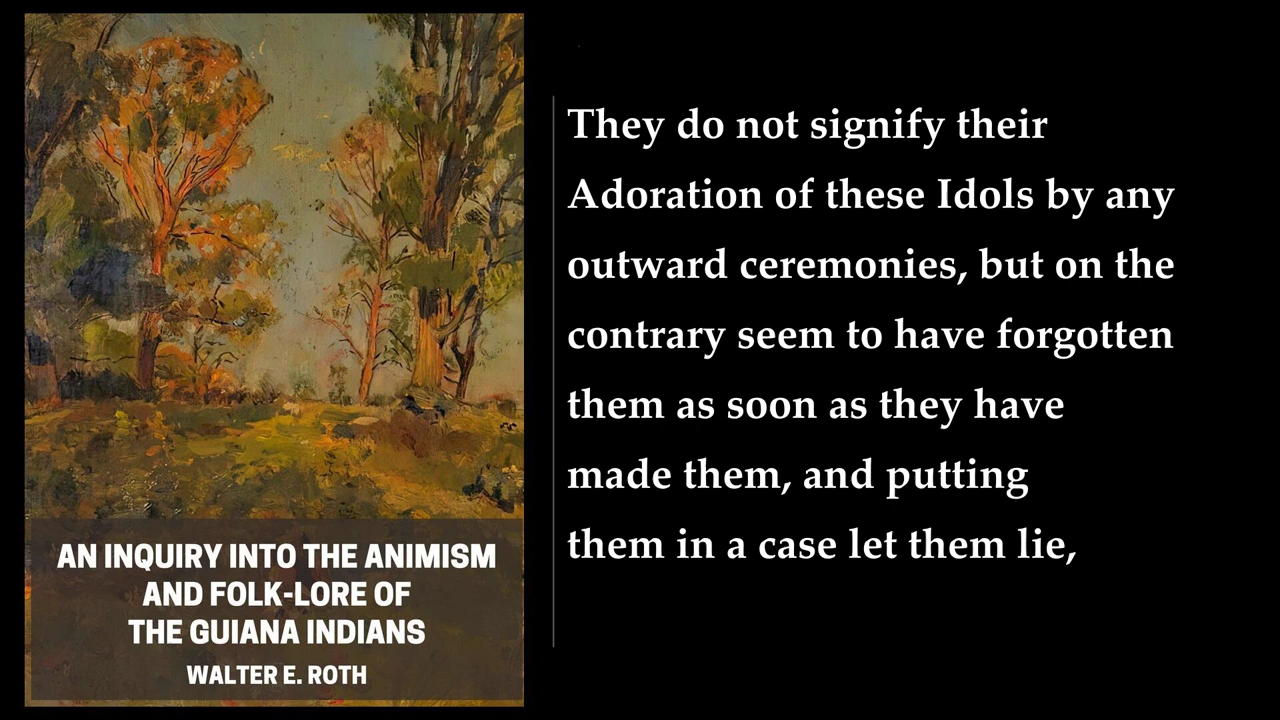 They do not signify their
Adoration of these Idols by any
outward ceremonies, but on the
contrary seem to have forgotten
them as soon as they have
made them, and putting
them in a case let them lie,
AN INQUIRY INTO THE ANIMISM
AND FOLK-LORE OF
THE GUIANA INDIANS
WALTER E. ROTH